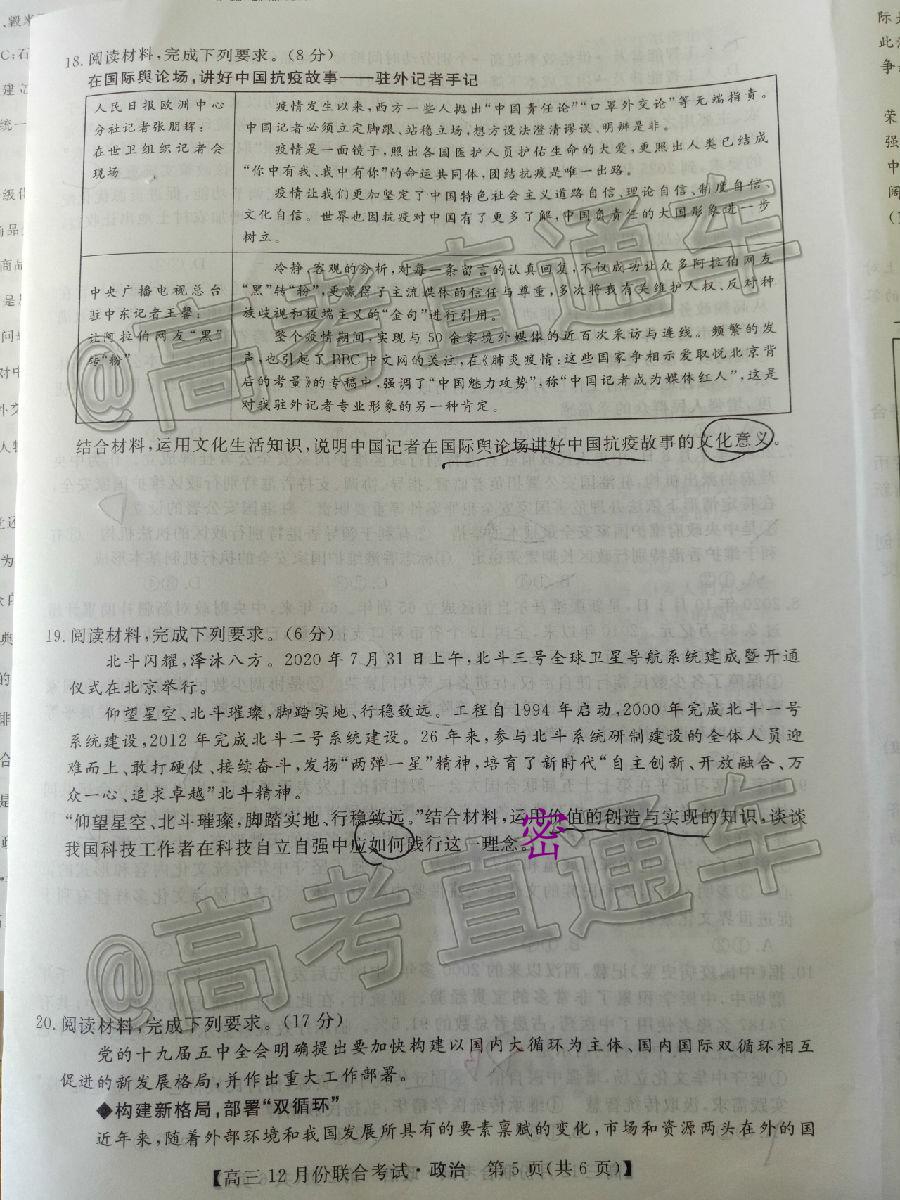 18. 阅读材料,完成下列要求。(8分)
在国际舆论场,讲好中国抗疫故事——驻外记者手记
人民日报欧洲中心
分社记者张朋辉:
在世卫组织记者会
现场
疫情发生以来,西方一些人抛出“中国责任论”“口罩外交论”等无端指责。
中国记者必须立定脚跟、站稳立场,想方设法澄清谬误、明辨是非。
疫情是一面镜子,照出各国医护人员护佑生命的大爱,更照出人类已结成
“你中有我、我中有你”的命运共同体,团结抗疫是唯一出路。
疫情让我们更加坚定了中国特色社会主义道路自信、理论自信、制度自信、
文化自信。世界也因抗疫对中国有了更多了解,中国负责任的大国形象进一步
树立。
中央广播电视总台
驻中东记者王馨:
让阿拉伯网友“黑”
转“粉”
冷静,客观的分析,对每一条留言的认真回复,不仅成功让众多阿拉伯网友
“黑”转“粉”,更赢得了主流媒体的信任与尊重,多次将我有关维护人权、反对种
族歧视和极端主义的“金句”进行引用。
整个疫情期间,实现与50余家境外媒体的近百次采访与连线。频繁的发
声,也引起了BBC中文网的关注,在《肺炎疫情:这些国家争相示爱取悦北京背
后的考量》的专稿中,强调了“中国魅力攻势”,称“中国记者成为媒体红人”,这是
对我驻外记者专业形象的另一种肯定。
结合材料,运用文化生活知识,说明中国记者在国际舆论场讲好中国抗疫故事的文化意义。
19. 阅读材料,完成下列要求。(6分)
北斗闪耀,泽沐八方。2020年7月31日上午,北斗三号全球卫星导航系统建成暨开通
仪式在北京举行。
仰望星空、北斗璀璨,脚踏实地、行稳致远。工程自1994年启动,2000年完成北斗一号
系统建设,2012年完成北斗二号系统建设。26年来,参与北斗系统研制建设的全体人员迎
难而上、敢打硬仗、接续奋斗,发扬“两弹一星”精神,培育了新时代“自主创新、开放融合、万
众一心、追求卓越”北斗精神。
“仰望星空、北斗璀璨,脚踏实地、行稳致远。”结合材料,运用价值的创造与实现的知识,谈谈
我国科技工作者在科技自立自强中应如何践行这一理念。
密
@高考直通车
@高考直通车
20. 阅读材料,完成下列要求。(17分)
党的十九届五中全会明确提出要加快构建以国内大循环为主体、国内国际双循环相互
促进的新发展格局,并作出重大工作部署。
◆构建新格局,部署“双循环”
近年来,随着外部环境和我国发展所具有的要素禀赋的变化,市场和资源两头在外的国
【高三12月份联合考试·政治 第5页(共6页)】